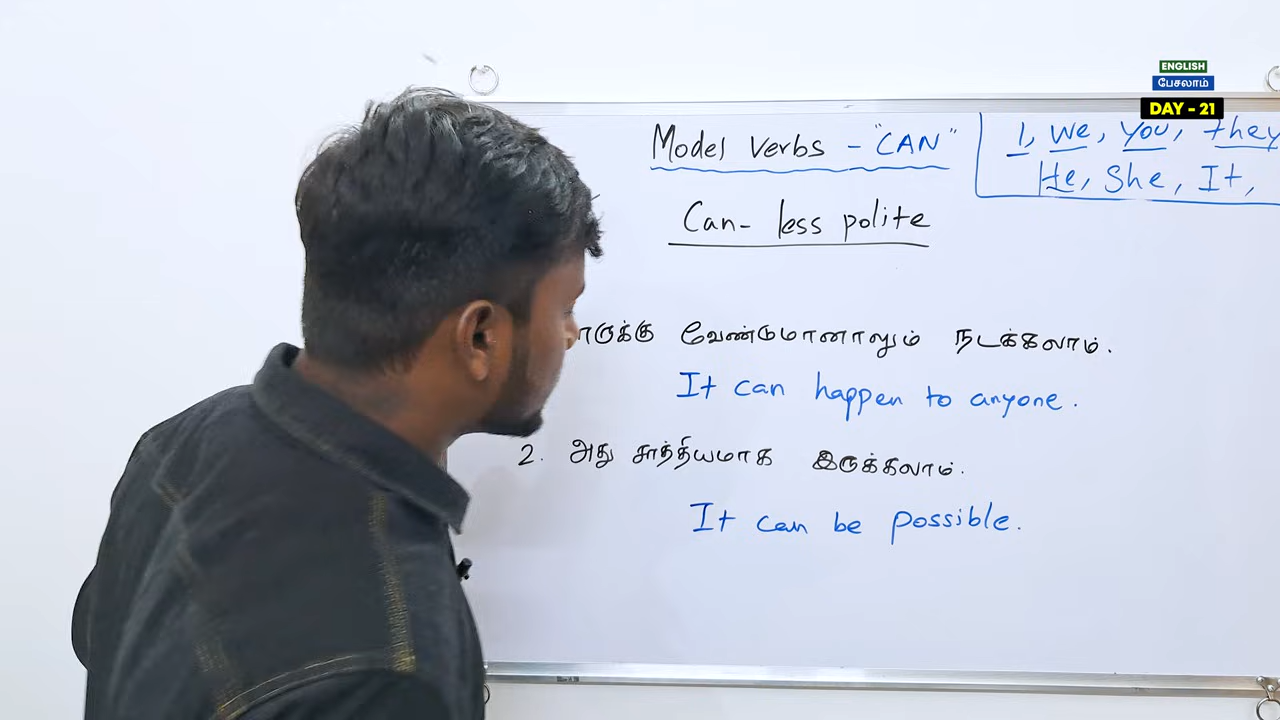 ENGLISH
பேசலாம்
DAY - 21
Model Verbs - "CAN"
I, We, You, they
He, She, It,
Can- less polite
வேண்டுமானாலும் நடக்கலாம்.
It can happen to anyone.
2. அது சாத்தியமாக இருக்கலாம்.
It can be possible.